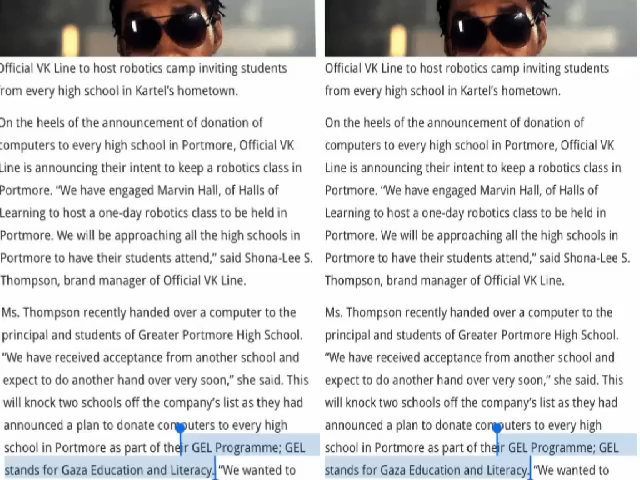 Official VK Line to host robotics camp inviting students
from every high school in Kartel's hometown.
On the heels of the announcement of donation of
computers to every high school in Portmore, Official VK
Line is announcing their intent to keep a robotics class in
Portmore. "We have engaged Marvin Hall, of Halls of
Learning to host a one-day robotics class to be held in
Portmore. We will be approaching all the high schools in
Portmore to have their students attend," said Shona-Lee S.
Thompson, brand manager of Official VK Line.
Ms. Thompson recently handed over a computer to the
principal and students of Greater Portmore High School.
"We have received acceptance from another school and
expect to do another hand over very soon," she said. This
will knock two schools off the company's list as they had
announced a plan to donate computers to every high
school in Portmore as part of their GEL Programme; GEL
stands for Gaza Education and Literacy. "We wanted to
Official VK Line to host robotics camp inviting students
from every high school in Kartel's hometown.
On the heels of the announcement of donation of
computers to every high school in Portmore, Official VK
Line is announcing their intent to keep a robotics class in
Portmore. "We have engaged Marvin Hall, of Halls of
Learning to host a one-day robotics class to be held in
Portmore. We will be approaching all the high schools in
Portmore to have their students attend," said Shona-Lee S.
Thompson, brand manager of Official VK Line.
Ms. Thompson recently handed over a computer to the
principal and students of Greater Portmore High School.
"We have received acceptance from another school and
expect to do another hand over very soon," she said. This
will knock two schools off the company's list as they had
announced a plan to donate computers to every high
school in Portmore as part of their GEL Programme; GEL
stands for Gaza Education and Literacy. "We wanted to